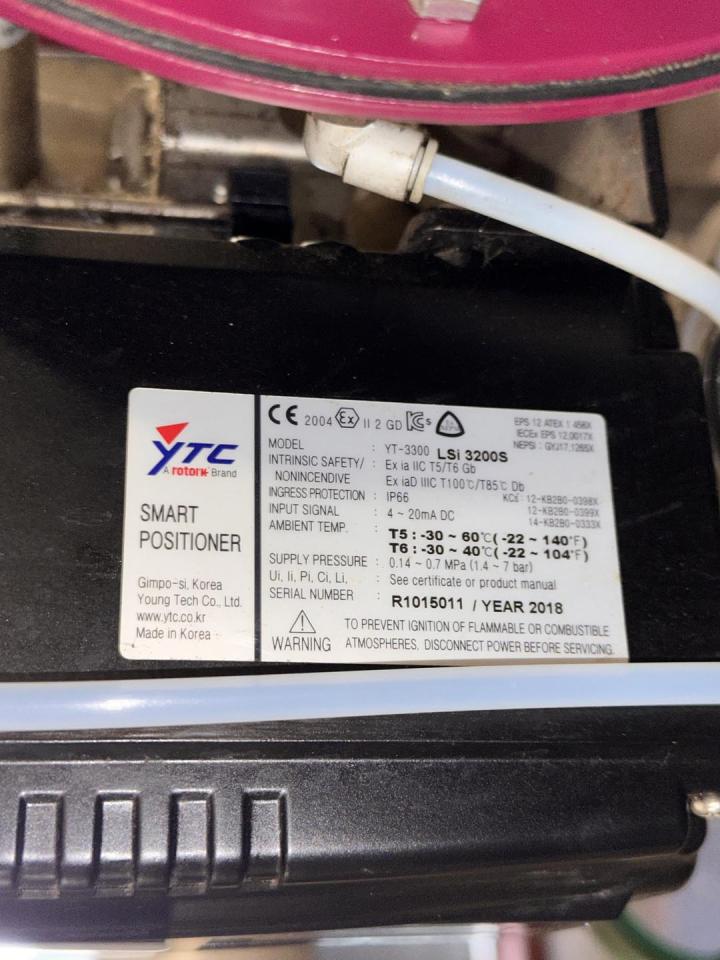 YTC
A rotork Brand
SMART
POSITIONER
Gimpo-si, Korea
Young Tech Co., Ltd.
www.ytc.co.kr
Made in Korea
CE 2004 Ex II 2 GD
EPS 12 ATEX 1 456X
IECEx EPS 12.0017X
NEPSI : GYJ17.1265X
MODEL : YT-3300 LSi 3200S
INTRINSIC SAFETY/ : Ex ia IIC T5/T6 Gb
NONINCENDIVE Ex iaD IIIC T100℃/T85℃ Db
INGRESS PROTECTION : IP66
KCs : 12-KB2B0-0398X
12-KB2B0-0399X
14-KB2B0-0333X
INPUT SIGNAL : 4 ~ 20mA DC
AMBIENT TEMP. : T5 : -30 ~ 60℃( -22 ~ 140℉)
T6 : -30 ~ 40℃( -22 ~ 104℉)
SUPPLY PRESSURE : 0.14 ~ 0.7 MPa (1.4 ~ 7 bar)
Ui, Ii, Pi, Ci, Li, : See certificate or product manual
SERIAL NUMBER : R1015011 / YEAR 2018
WARNING
TO PREVENT IGNITION OF FLAMMABLE OR COMBUSTIBLE
ATMOSPHERES. DISCONNECT POWER BEFORE SERVICING.